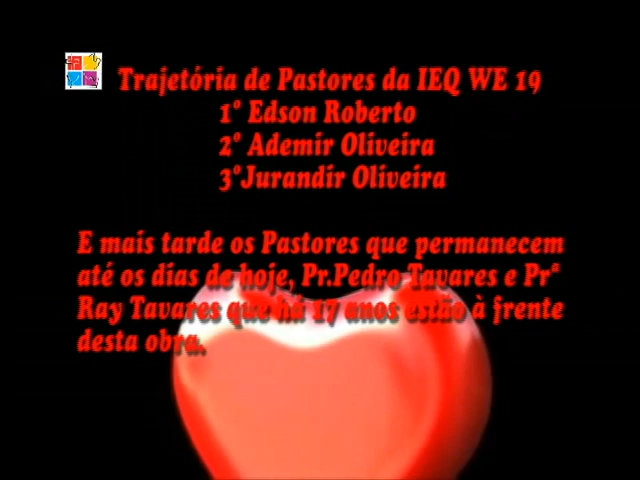 Trajetória de Pastores da IEQ WE 19
1° Edson Roberto
2° Ademir Oliveira
3°Jurandir Oliveira
E mais tarde os Pastores que permanecem
até os dias de hoje, Pr.Pedro Tavares e Prª
Ray Tavares que há 17 anos estão à frente
desta obra.